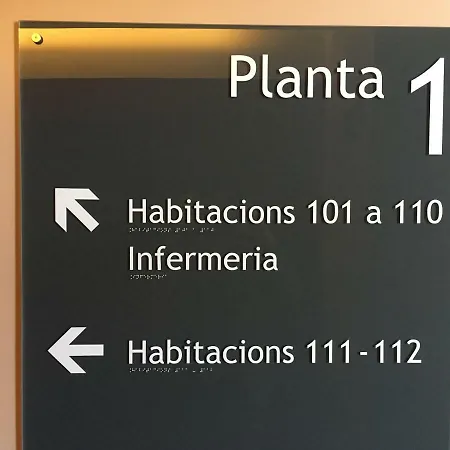 Planta 1
Habitacions 101 a 110
Infermeria
Habitacions 111-112